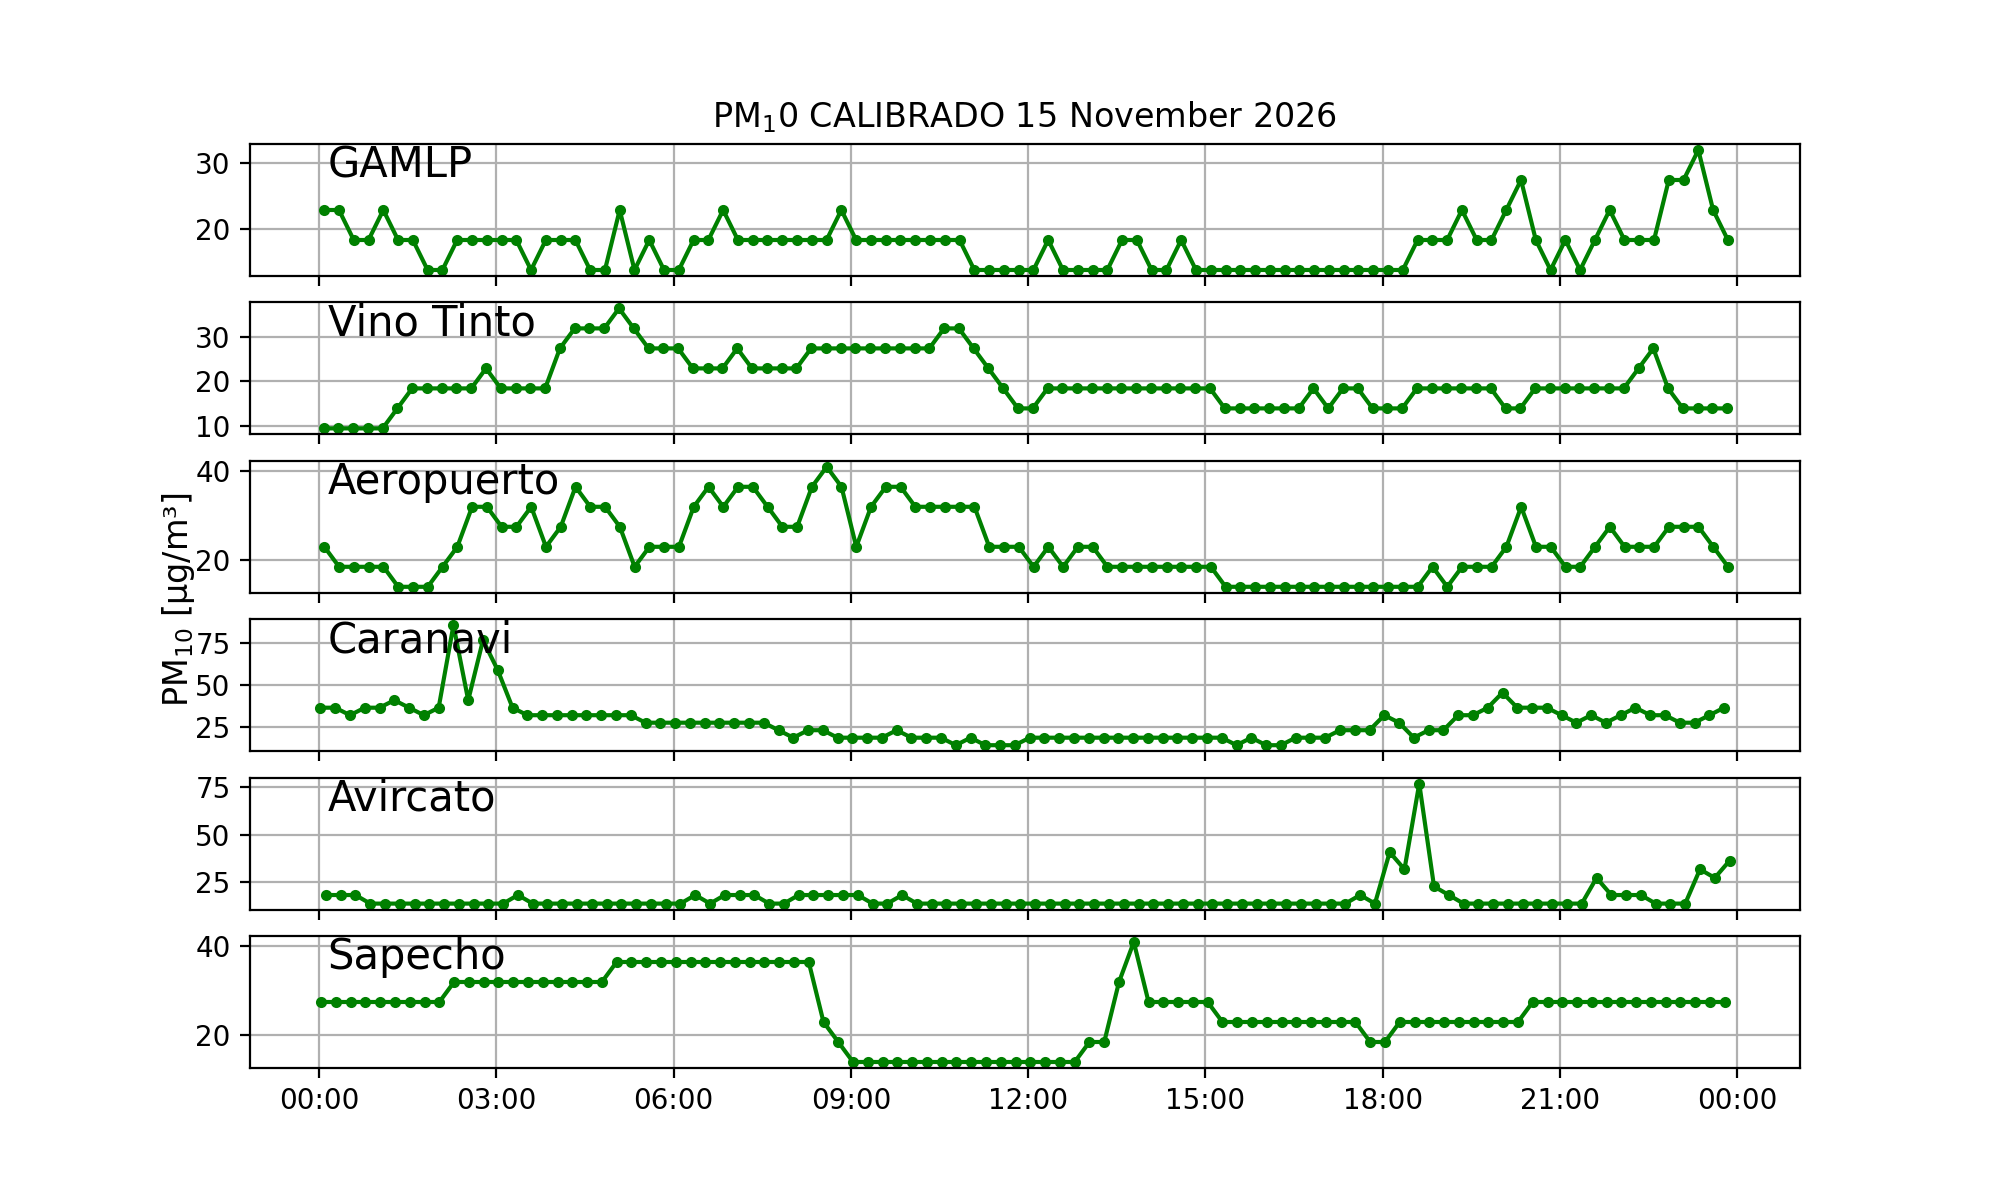 PM₁0 CALIBRADO 15 November 2026
GAMLP
30
20
Vino Tinto
30
20
10
PM₁₀ [µg/m³]
Aeropuerto
40
20
Caranavi
75
50
25
Avircato
75
50
25
Sapecho
40
20
00:00 03:00 06:00 09:00 12:00 15:00 18:00 21:00 00:00